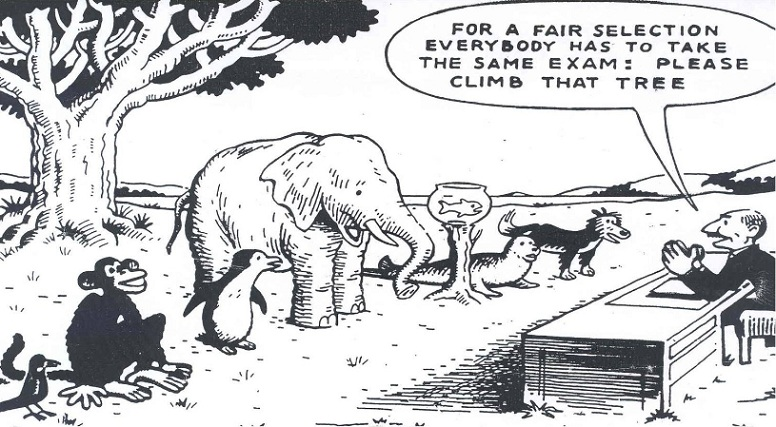 FOR A FAIR SELECTION
EVERYBODY HAS TO TAKE
THE SAME EXAM: PLEASE
CLIMB THAT TREE